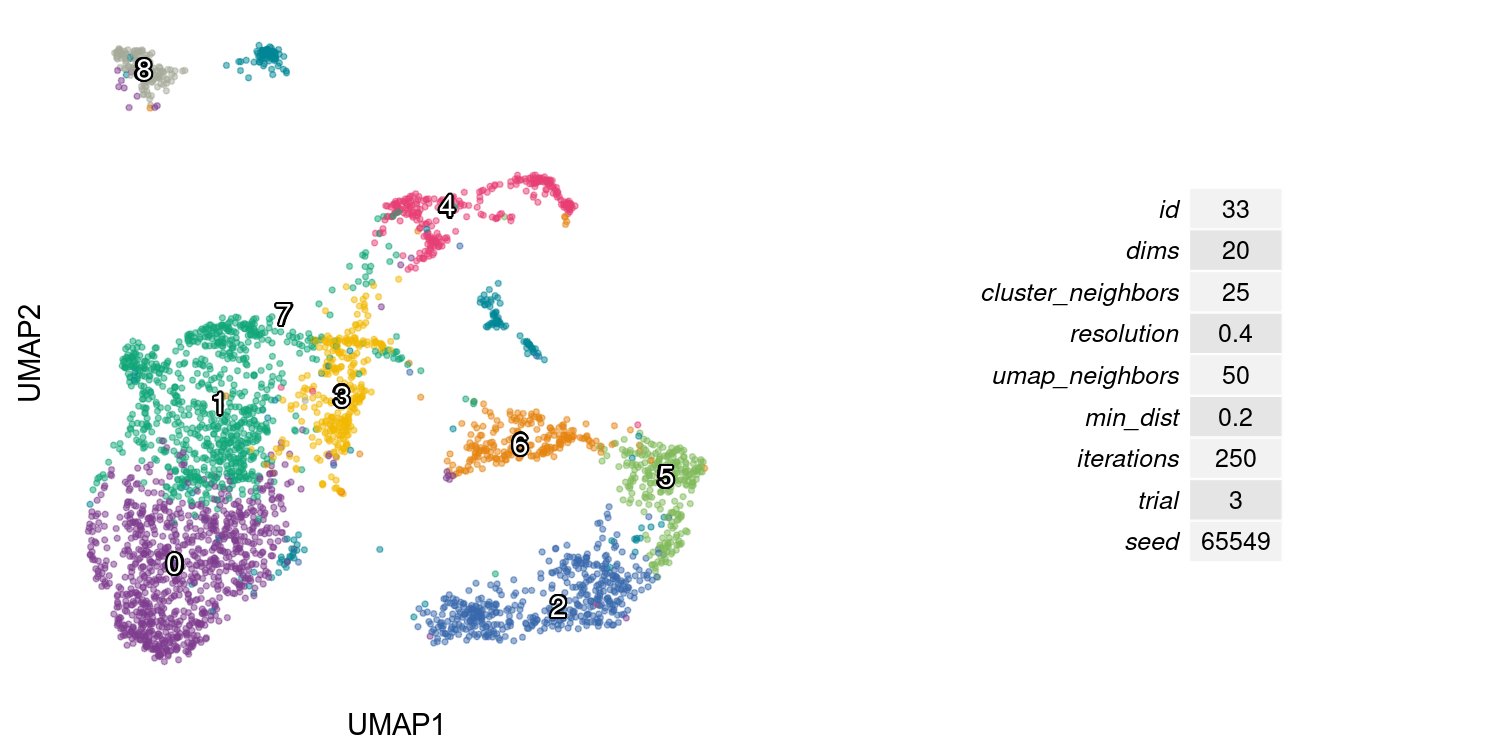 8
4
7
3
1
6
5
0
2
UMAP2
UMAP1
id 33
dims 20
cluster_neighbors 25
resolution 0.4
umap_neighbors 50
min_dist 0.2
iterations 250
trial 3
seed 65549